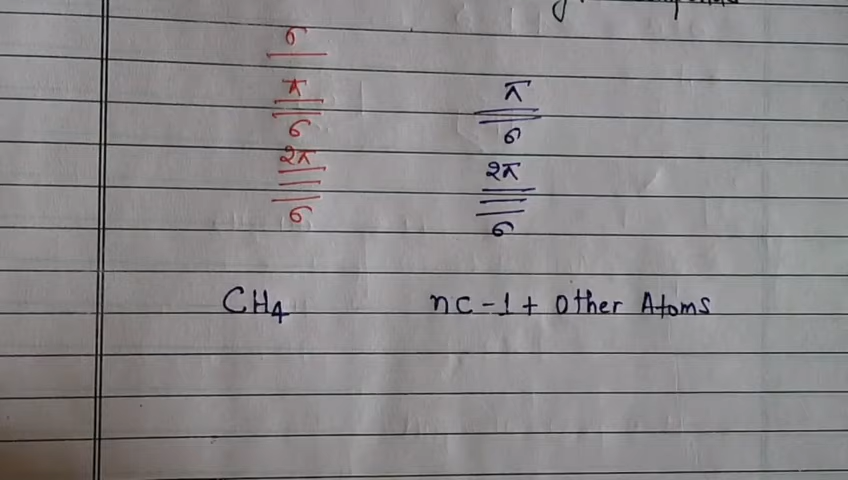 σ
π π
σ σ
2π 2π
σ σ
CH4 nc-1 + Other Atoms